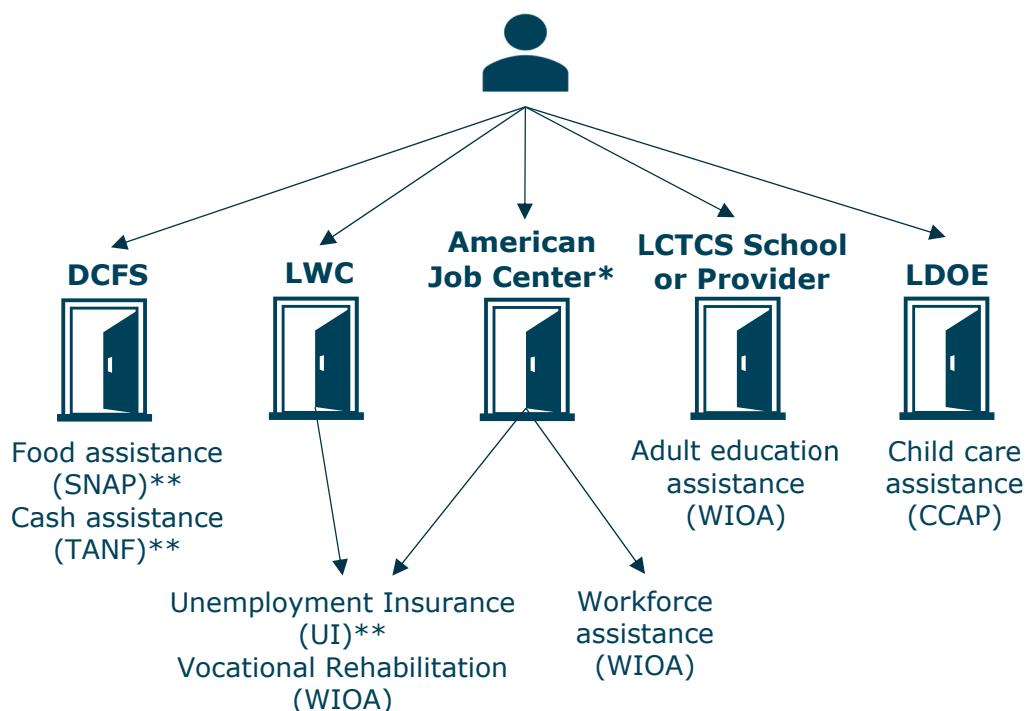 DCFS
LWC
American
Job Center*
LCTCS School
or Provider
LDOE
Food assistance
(SNAP)**
Cash assistance
(TANF)**
Unemployment Insurance
(UI)**
Vocational Rehabilitation
(WIOA)
Workforce
assistance
(WIOA)
Adult education
assistance
(WIOA)
Child care
assistance
(CCAP)